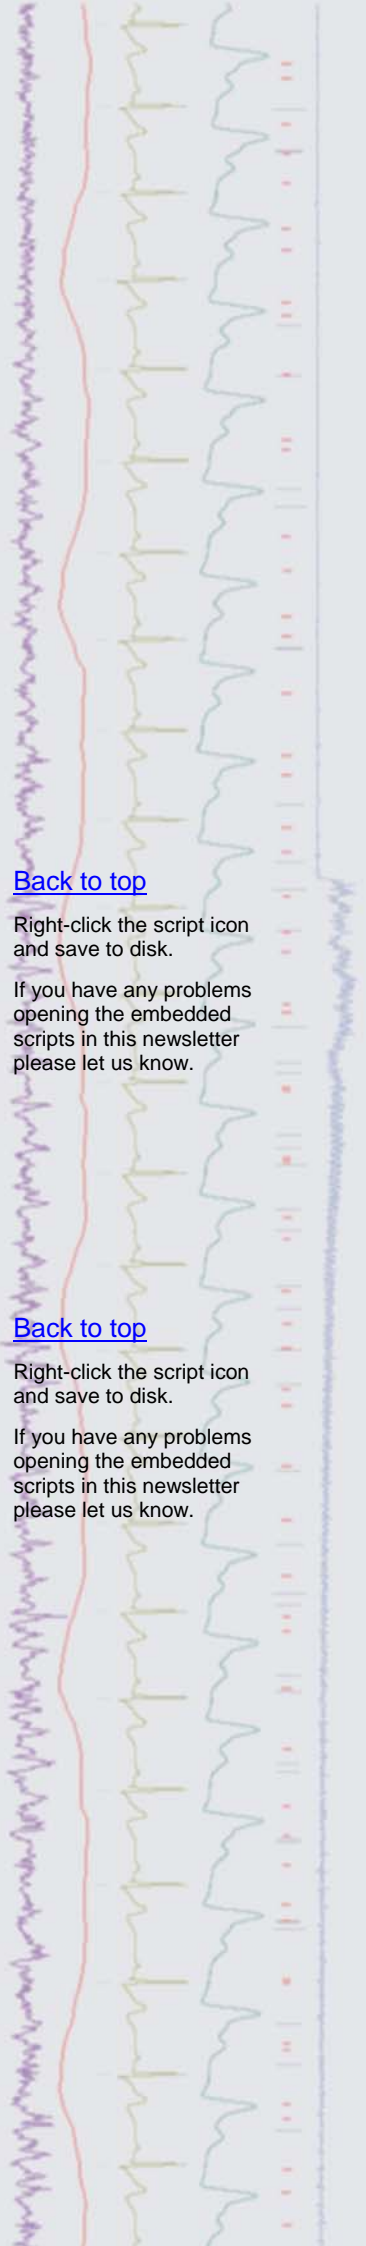 Back to top
Right-click the script icon
and save to disk.
If you have any problems
opening the embedded
scripts in this newsletter
please let us know.
Back to top
Right-click the script icon
and save to disk.
If you have any problems
opening the embedded
scripts in this newsletter
please let us know.